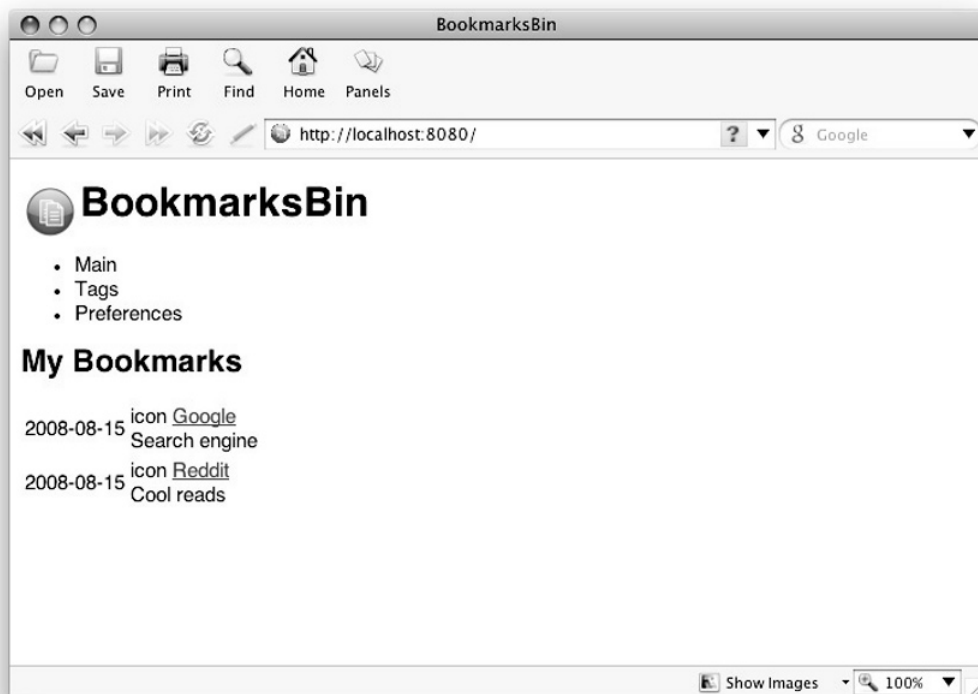 BookmarksBin
Open Save Print Find Home Panels
http://localhost:8080/ ? 8 Google
BookmarksBin
• Main
• Tags
• Preferences
My Bookmarks
2008-08-15 icon Google
Search engine
2008-08-15 icon Reddit
Cool reads
Show Images 100%